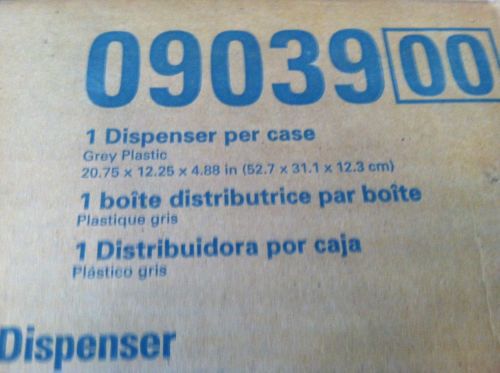 09039 00
1 Dispenser per case
Grey Plastic
20.75 x 12.25 x 4.88 in (52.7 x 31.1 x 12.3 cm)
1 boîte distributrice par boîte
Plastique gris
1 Distribuidora por caja
Plástico gris
Dispenser